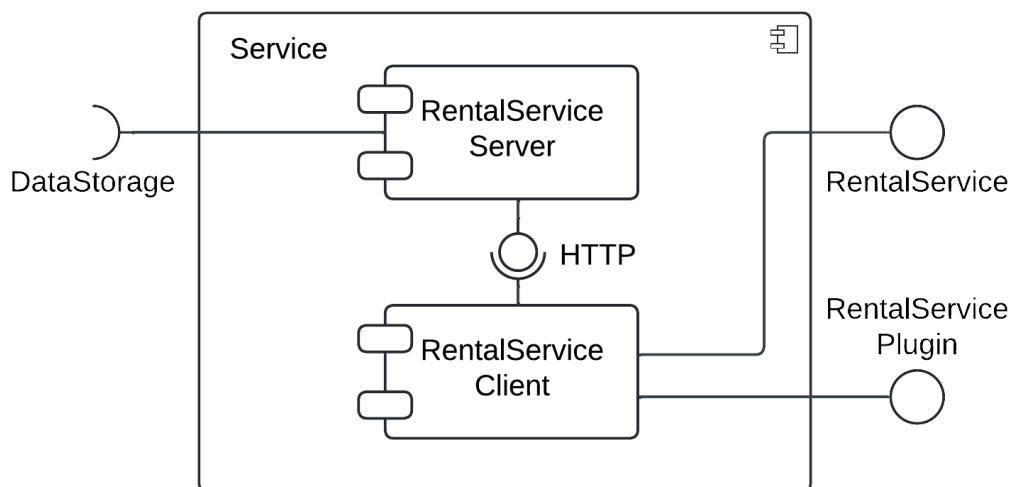 Service
RentalService
Server
DataStorage
RentalService
HTTP
RentalService
Plugin
RentalService
Client